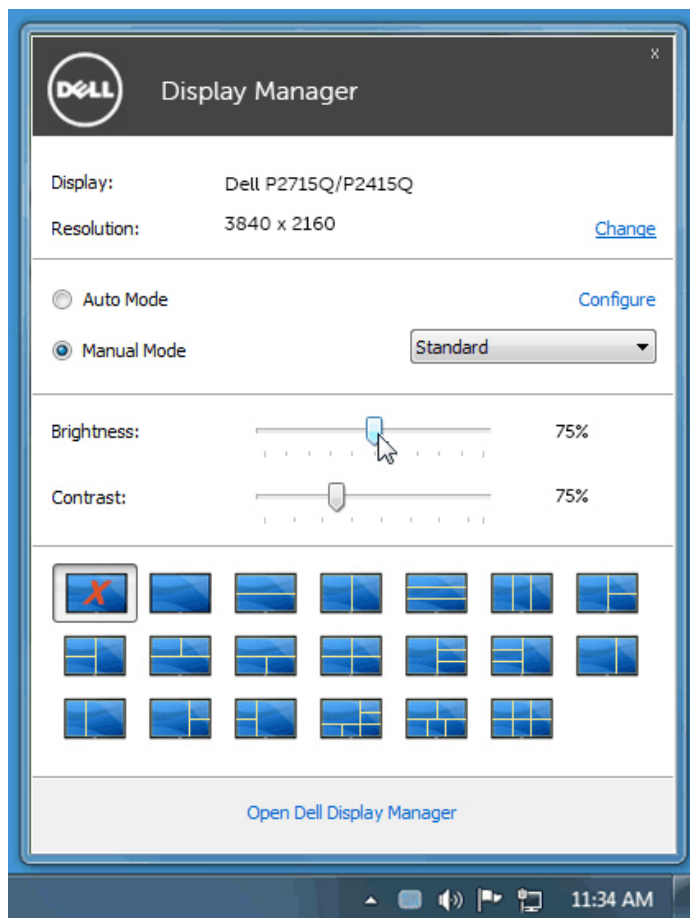 x
DELL Display Manager
Display: Dell P2715Q/P2415Q
Resolution: 3840 x 2160 Change
Auto Mode Configure
Manual Mode Standard
Brightness: 75%
Contrast: 75%
Open Dell Display Manager
11:34 AM